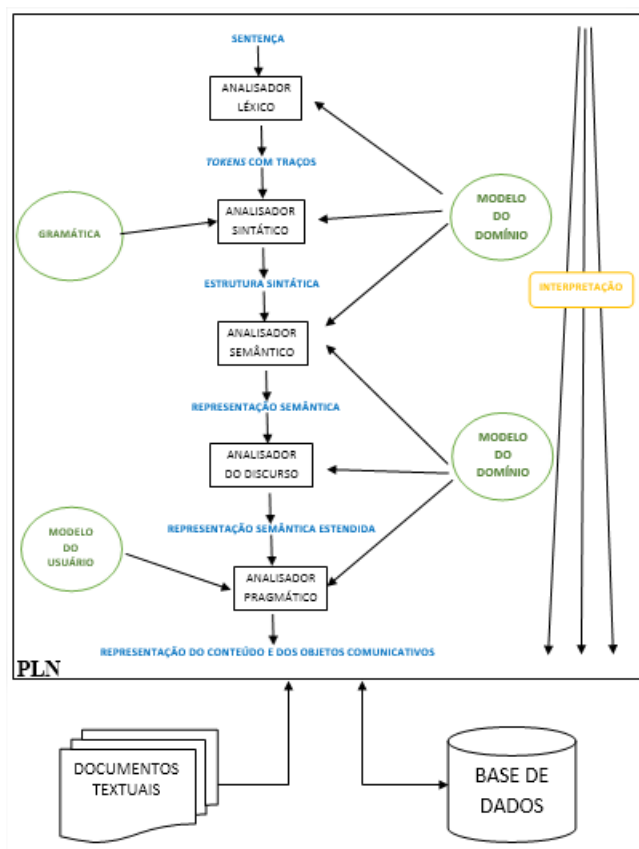 SENTENÇA
ANALISADOR
LÉXICO
TOKENS COM TRAÇOS
GRAMÁTICA
ANALISADOR
SINTÁTICO
MODELO
DO
DOMÍNIO
ESTRUTURA SINTÁTICA
INTERPRETAÇÃO
ANALISADOR
SEMÂNTICO
REPRESENTAÇÃO SEMÂNTICA
ANALISADOR
DO DISCURSO
MODELO
DO
DOMÍNIO
REPRESENTAÇÃO SEMÂNTICA ESTENDIDA
MODELO
DO
USUÁRIO
ANALISADOR
PRAGMÁTICO
REPRESENTAÇÃO DO CONTEÚDO E DOS OBJETOS COMUNICATIVOS
PLN
DOCUMENTOS
TEXTUAIS
BASE DE
DADOS